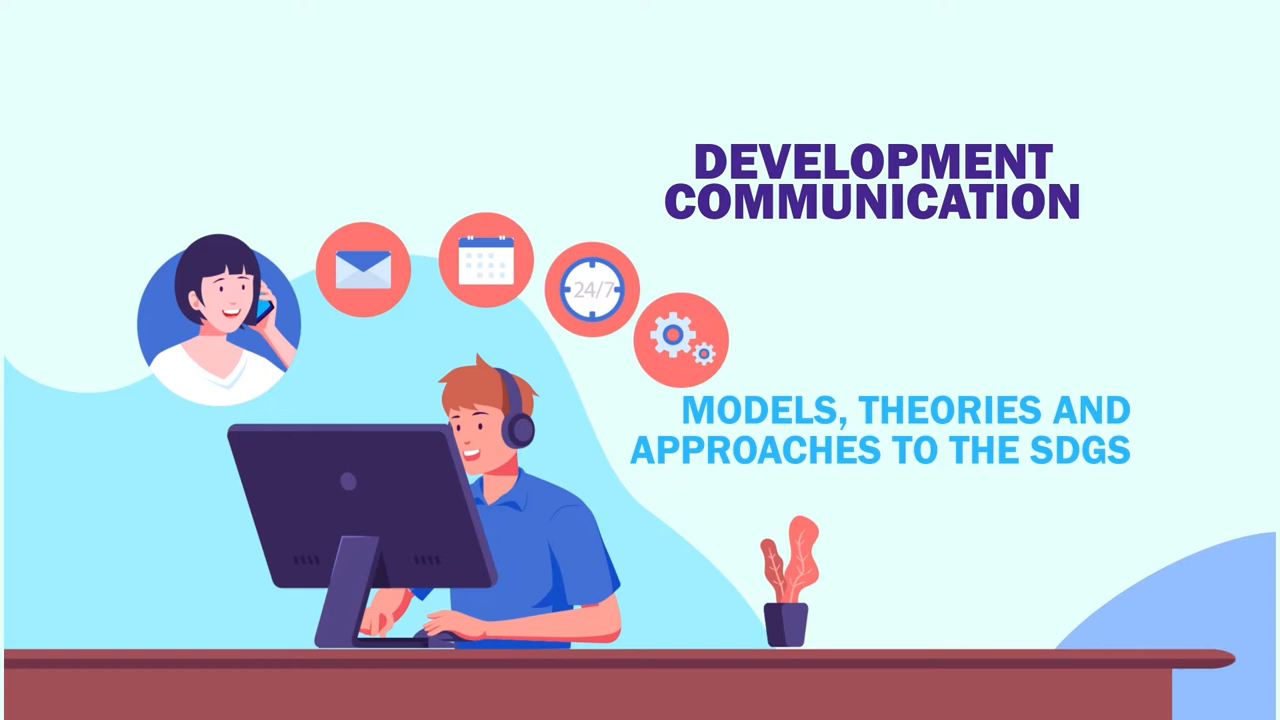 DEVELOPMENT
COMMUNICATION
24/7
MODELS, THEORIES AND
APPROACHES TO THE SDGS